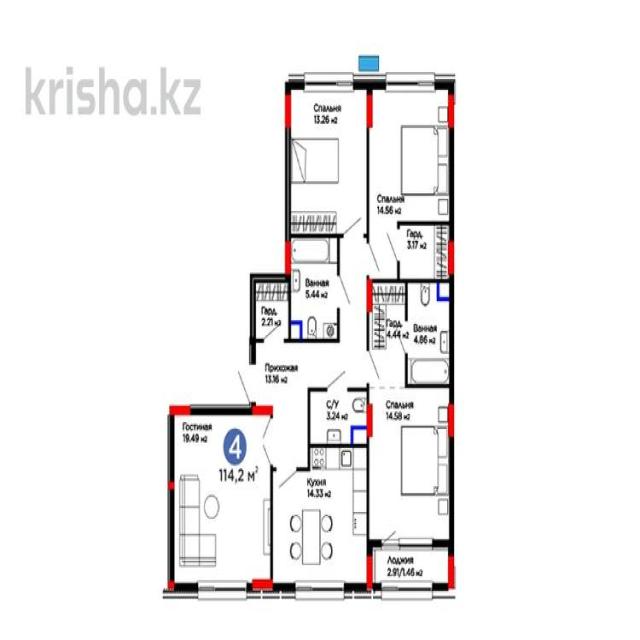 krisha.kz
Спальня
13.26 м²
Спальня
14.56 м²
Гард.
3.17 м²
Ванная
5.44 м²
Гард.
2.21 м²
Гард.
4.44 м²
Ванная
4.86 м²
Прихожая
13.16 м²
С/У
3.24 м²
Спальня
14.58 м²
Гостиная
19.49 м²
4
114,2 м²
Кухня
14.33 м²
Лоджия
2.91/1.46 м²